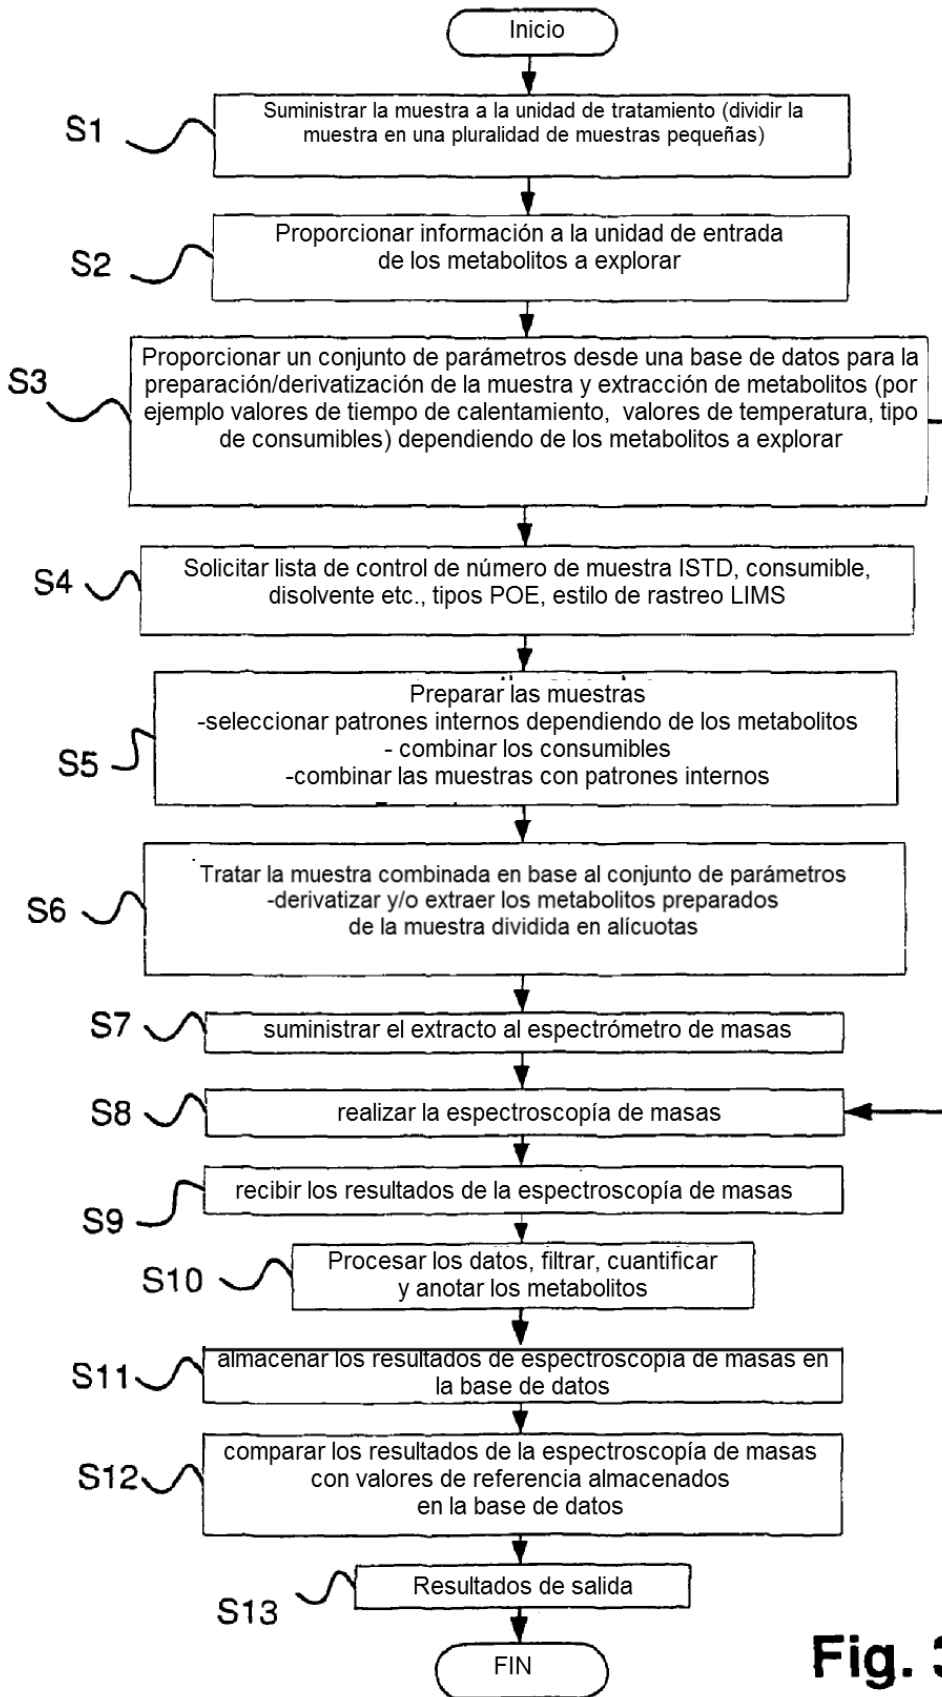 Inicio
S1
Suministrar la muestra a la unidad de tratamiento (dividir la
muestra en una pluralidad de muestras pequeñas)
S2
Proporcionar información a la unidad de entrada
de los metabolitos a explorar
S3
Proporcionar un conjunto de parámetros desde una base de datos para la
preparación/derivatización de la muestra y extracción de metabolitos (por
ejemplo valores de tiempo de calentamiento, valores de temperatura, tipo
de consumibles) dependiendo de los metabolitos a explorar
S4
Solicitar lista de control de número de muestra ISTD, consumible,
disolvente etc., tipos POE, estilo de rastreo LIMS
S5
Preparar las muestras
-seleccionar patrones internos dependiendo de los metabolitos
- combinar los consumibles
-combinar las muestras con patrones internos
S6
Tratar la muestra combinada en base al conjunto de parámetros
-derivatizar y/o extraer los metabolitos preparados
de la muestra dividida en alícuotas
S7
suministrar el extracto al espectrómetro de masas
S8
realizar la espectroscopía de masas
S9
recibir los resultados de la espectroscopía de masas
S10
Procesar los datos, filtrar, cuantificar
y anotar los metabolitos
S11
almacenar los resultados de espectroscopía de masas en
la base de datos
S12
comparar los resultados de la espectroscopía de masas
con valores de referencia almacenados
en la base de datos
S13
Resultados de salida
FIN
Fig. 3